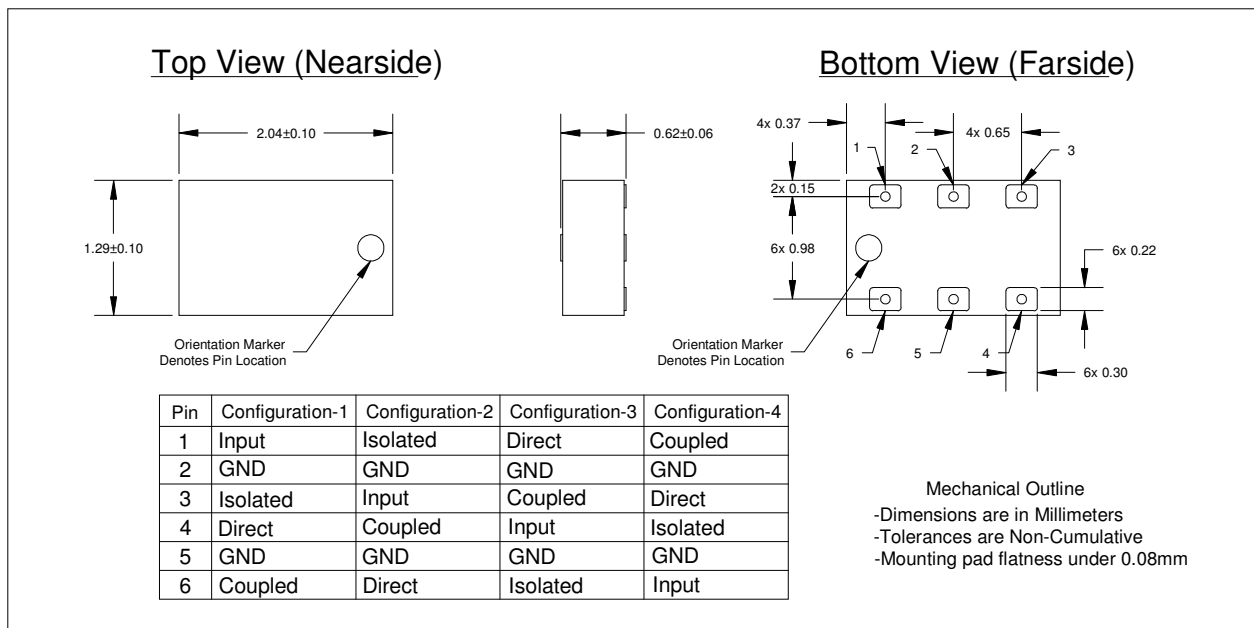 Top View (Nearside)
Bottom View (Farside)
2.04±0.10
0.62±0.06
4x 0.37
4x 0.65
1
2
3
2x 0.15
1.29±0.10
6x 0.98
6x 0.22
Orientation Marker
Denotes Pin Location
Orientation Marker
Denotes Pin Location
6
5
4
6x 0.30
Pin Configuration-1 Configuration-2 Configuration-3 Configuration-4
1 Input Isolated Direct Coupled
2 GND GND GND GND
3 Isolated Input Coupled Direct
4 Direct Coupled Input Isolated
5 GND GND GND GND
6 Coupled Direct Isolated Input
Mechanical Outline
-Dimensions are in Millimeters
-Tolerances are Non-Cumulative
-Mounting pad flatness under 0.08mm